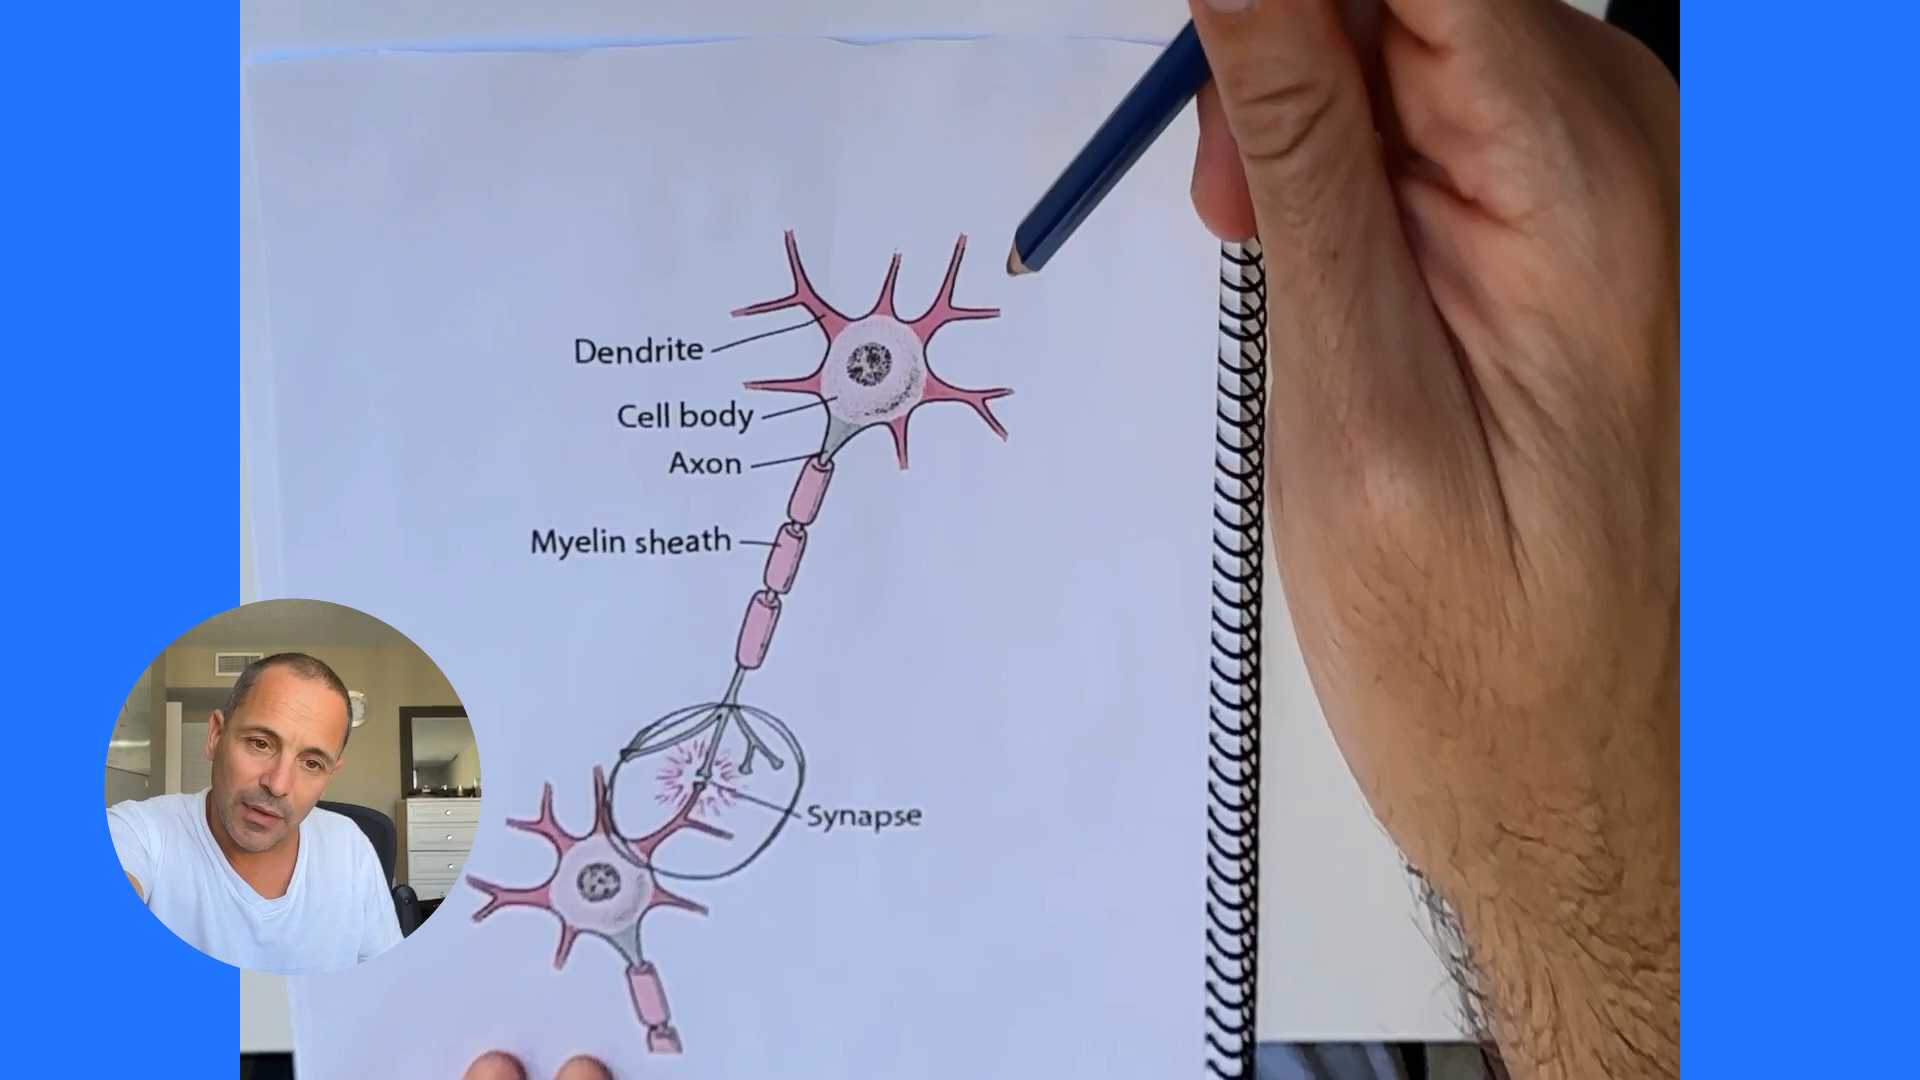 Dendrite
Cell body
Axon
Myelin sheath
Synapse